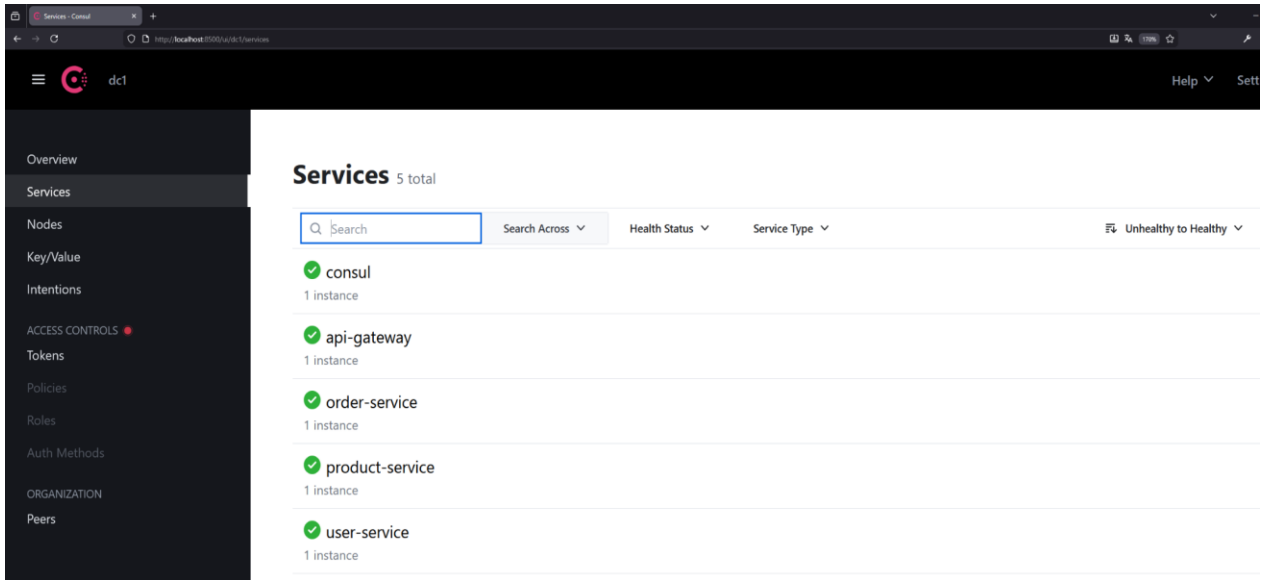 Services - Consul
http://localhost:8500/ui/dc1/services
170%
dc1
Help
Sett
Overview
Services
Nodes
Key/Value
Intentions
ACCESS CONTROLS
Tokens
Policies
Roles
Auth Methods
ORGANIZATION
Peers
Services 5 total
Search
Search Across
Health Status
Service Type
Unhealthy to Healthy
consul
1 instance
api-gateway
1 instance
order-service
1 instance
product-service
1 instance
user-service
1 instance